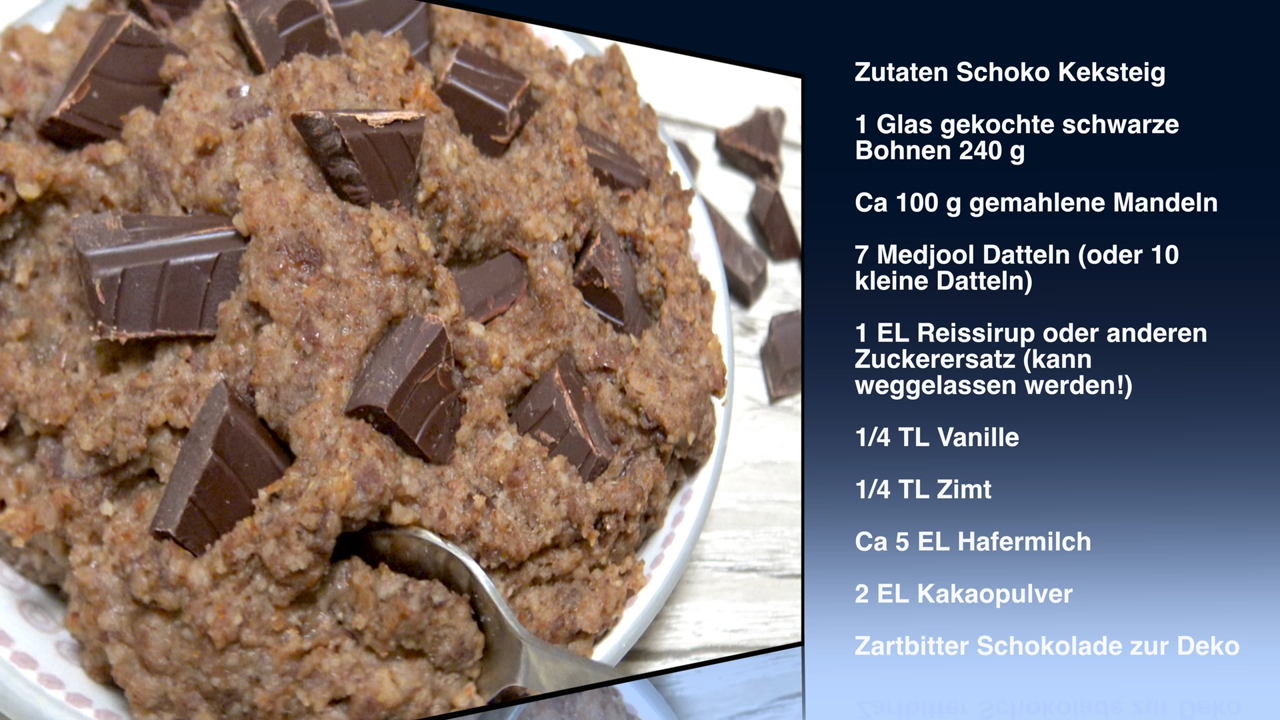 Zutaten Schoko Keksteig
1 Glas gekochte schwarze
Bohnen 240 g
Ca 100 g gemahlene Mandeln
7 Medjool Datteln (oder 10
kleine Datteln)
1 EL Reissirup oder anderen
Zuckerersatz (kann
weggelassen werden!)
1/4 TL Vanille
1/4 TL Zimt
Ca 5 EL Hafermilch
2 EL Kakaopulver
Zartbitter Schokolade zur Deko